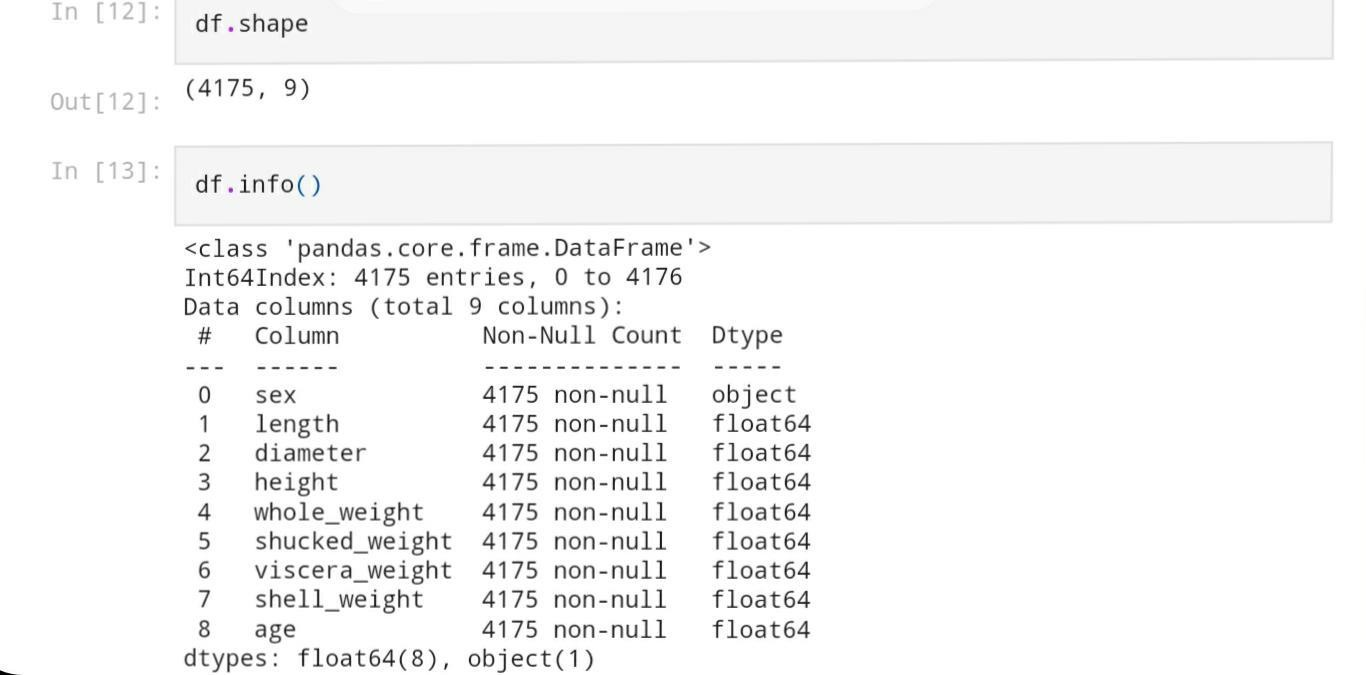 In [12]:
df.shape
(4175, 9)
Out[12]:
In [13]:
df.info()
<class 'pandas.core.frame.DataFrame'>
Int64Index: 4175 entries, 0 to 4176
Data columns (total 9 columns):
#   Column          Non-Null Count  Dtype
---  ------          --------------  -----
0   sex             4175 non-null   object
1   length          4175 non-null   float64
2   diameter        4175 non-null   float64
3   height          4175 non-null   float64
4   whole_weight    4175 non-null   float64
5   shucked_weight  4175 non-null   float64
6   viscera_weight  4175 non-null   float64
7   shell_weight    4175 non-null   float64
8   age             4175 non-null   float64
dtypes: float64(8), object(1)